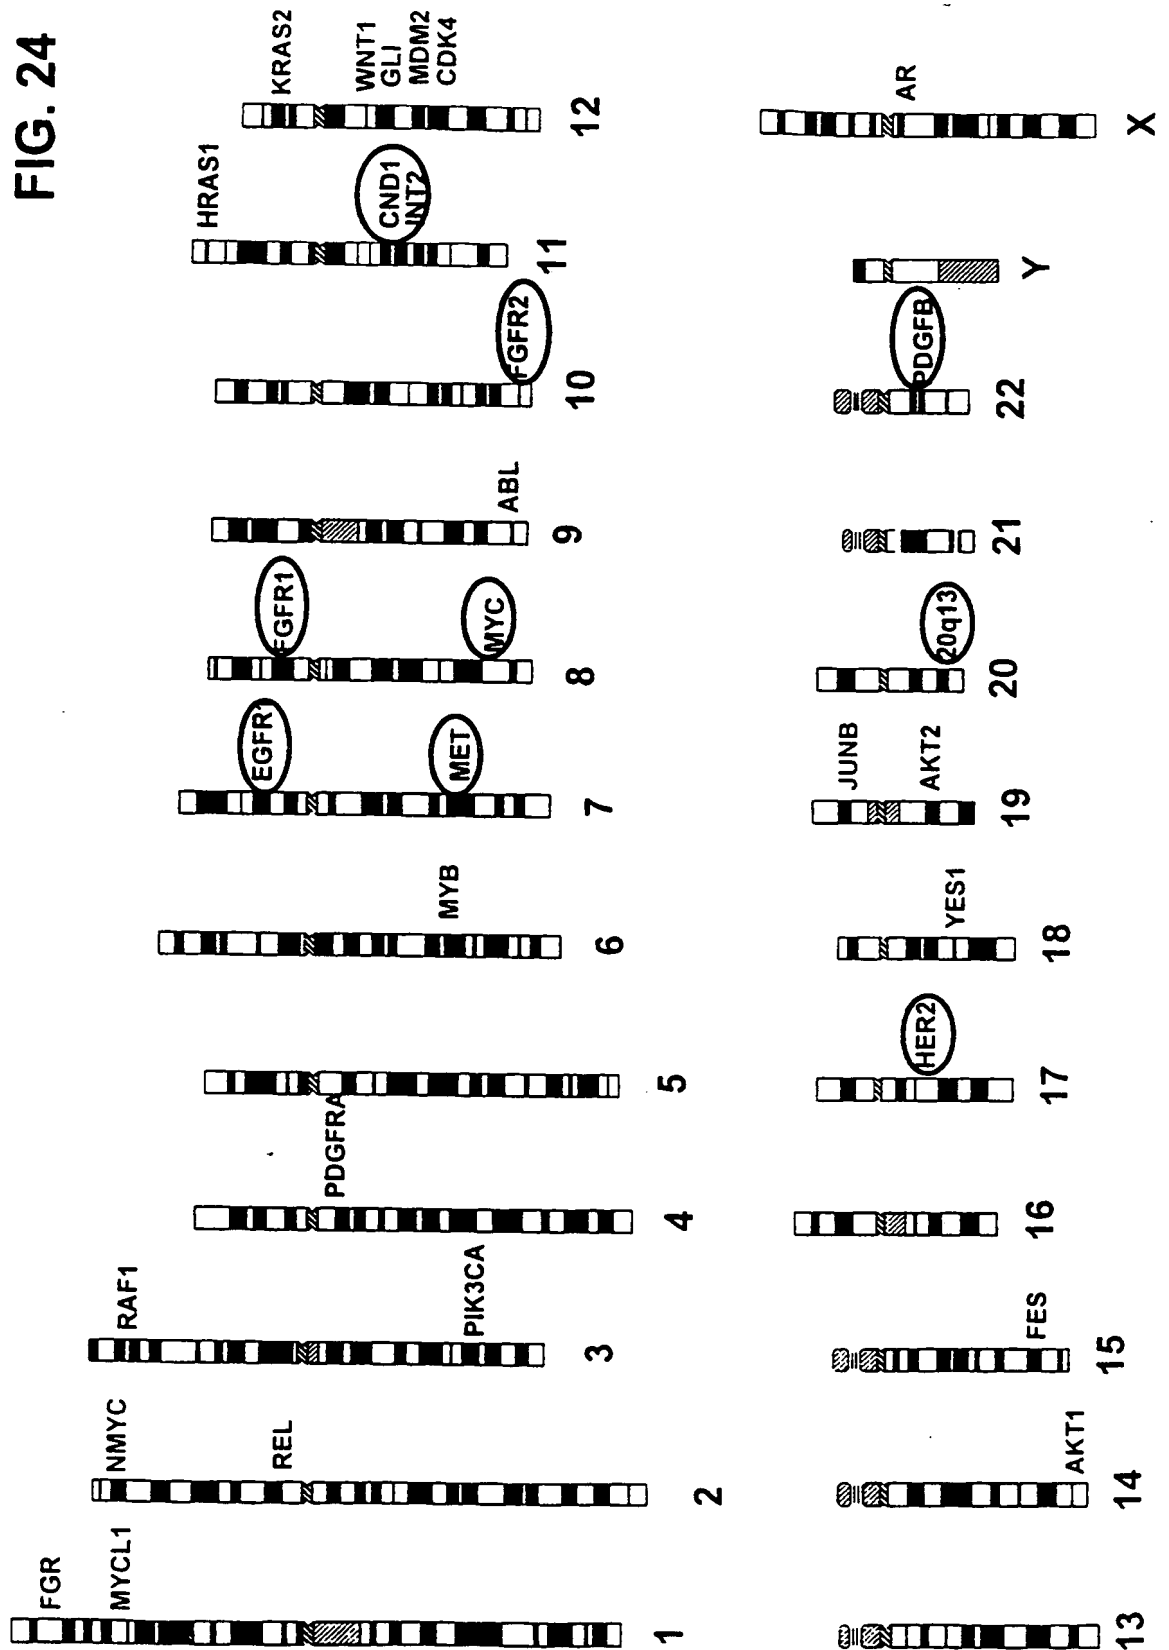 FIG. 24
FGR
MYCL1
1
NMYC
REL
2
RAF1
PIK3CA
3
PDGFRA
4
5
MYB
6
EGFR1
MET
7
FGFR1
MYC
8
ABL
9
FGFR2
10
HRAS1
CND1
INT2
11
KRAS2
WNT1
GLI
MDM2
CDK4
12
13
AKT1
14
FES
15
16
HER2
17
YES1
18
JUNB
AKT2
19
20q13
20
21
PDGFB
22
Y
AR
X